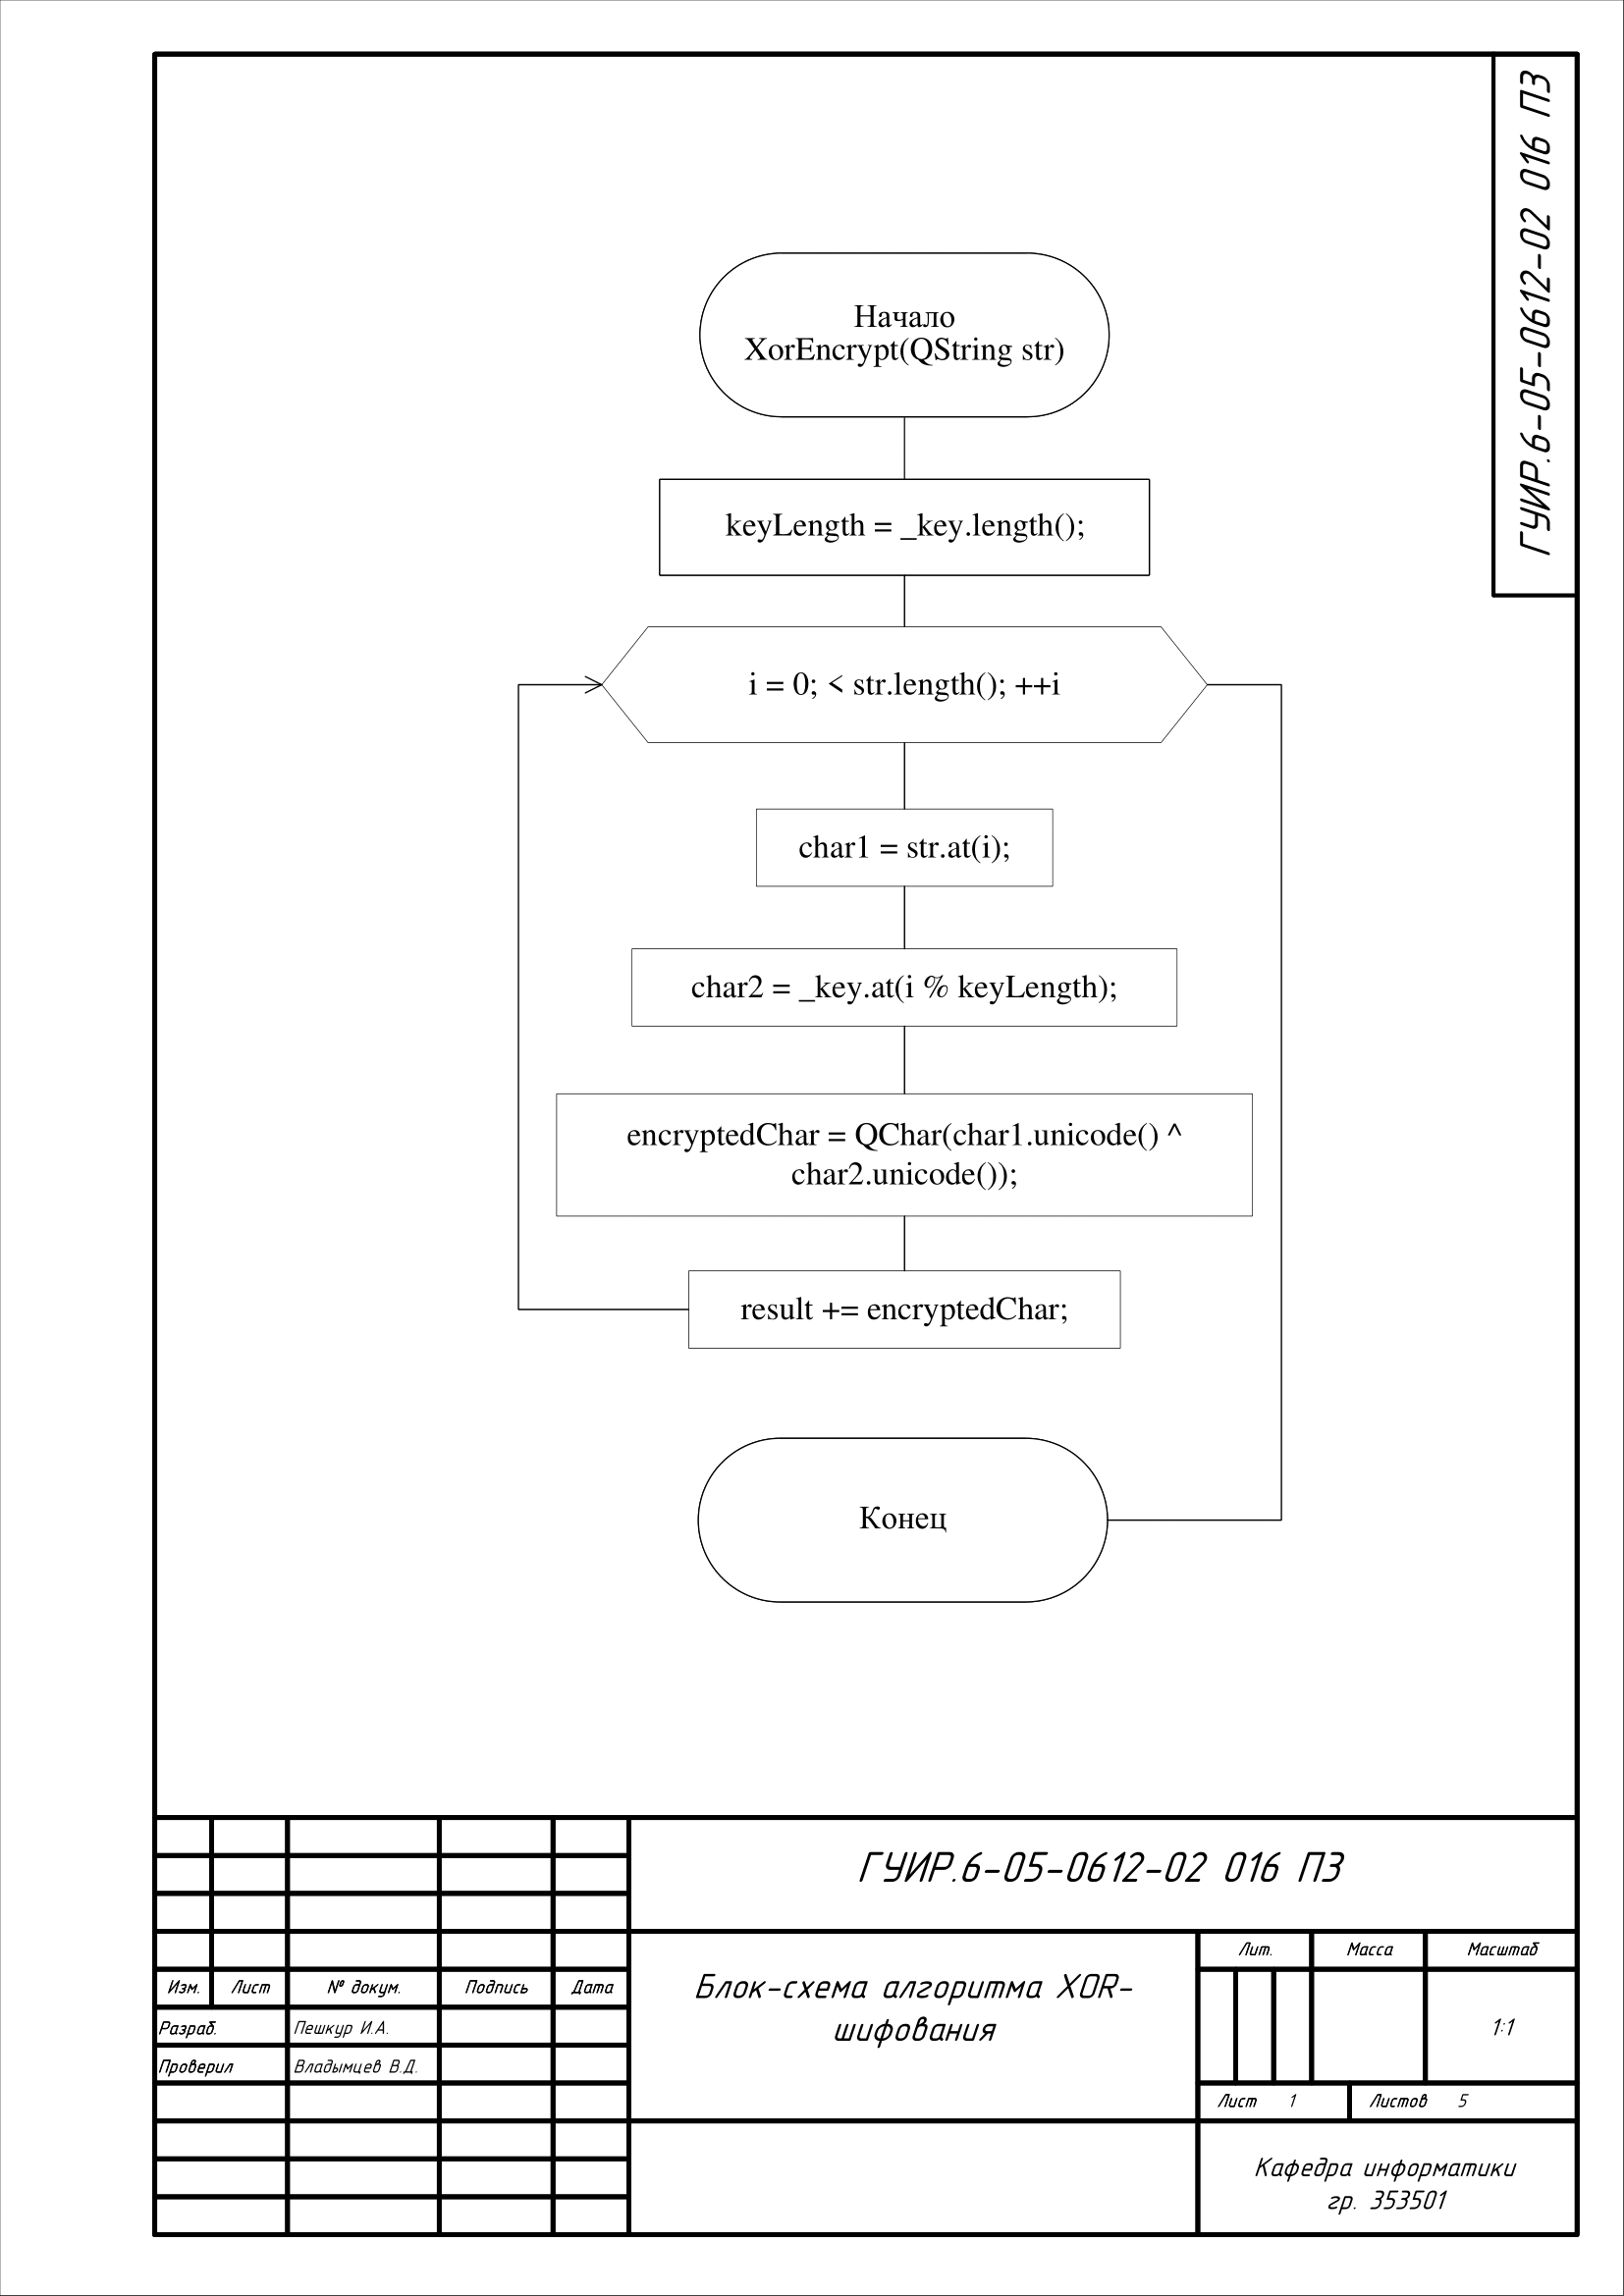 ГУИР.6-05-0612-02 016 ПЗ
Начало
XorEncrypt(QString str)
keyLength = _key.length();
i = 0; < str.length(); ++i
char1 = str.at(i);
char2 = _key.at(i % keyLength);
encryptedChar = QChar(char1.unicode() ^
char2.unicode());
result += encryptedChar;
Конец
ГУИР.6-05-0612-02 016 ПЗ
Блок-схема алгоритма XOR-
шифования
Лит. Масса Масштаб
1:1
Изм. Лист № докум. Подпись Дата
Разраб. Пешкур И.А.
Проверил Владымцев В.Д.
Лист 1 Листов 5
Кафедра информатики
гр. 353501